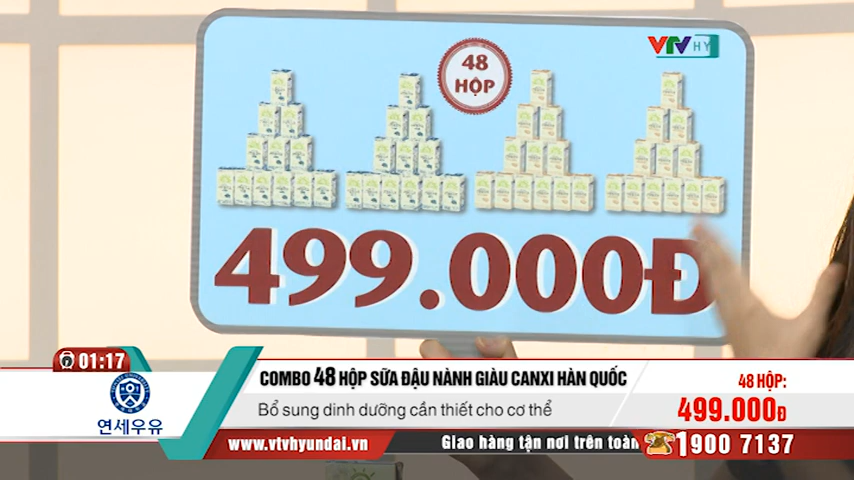 VTV HY
48
HỘP
499.000Đ
01:17
COMBO 48 HỘP SỮA ĐẬU NÀNH GIÀU CANXI HÀN QUỐC
48 HỘP:
Bổ sung dinh dưỡng cần thiết cho cơ thể
499.000Đ
연세우유
www.vtvhyundai.vn
Giao hàng tận nơi trên toàn
1900 7137